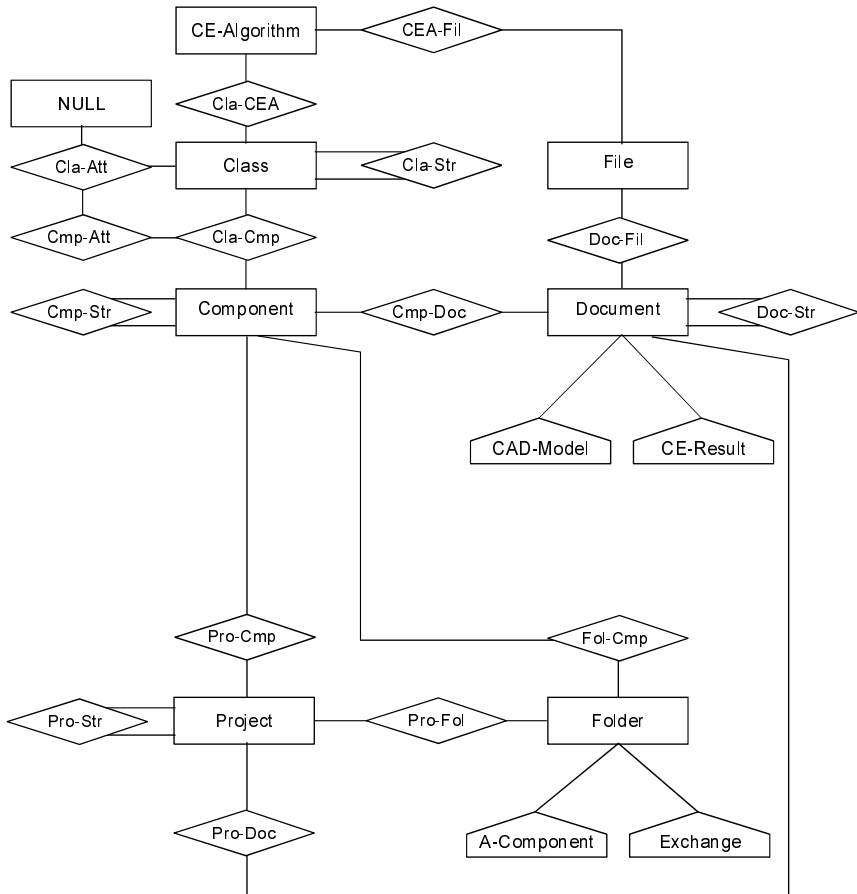 CE-Algorithm
CEA-Fil
NULL
Cla-CEA
Cla-Att
Class
Cla-Str
File
Cmp-Att
Cla-Cmp
Doc-Fil
Cmp-Str
Component
Cmp-Doc
Document
Doc-Str
CAD-Model
CE-Result
Pro-Cmp
Fol-Cmp
Pro-Str
Project
Pro-Fol
Folder
Pro-Doc
A-Component
Exchange